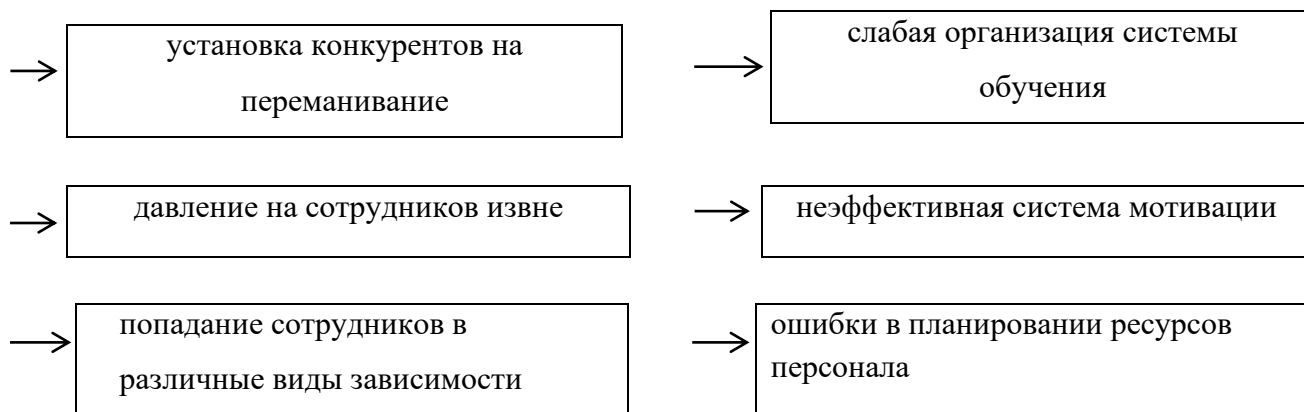 установка конкурентов на
переманивание
слабая организация системы
обучения
давление на сотрудников извне
неэффективная система мотивации
попадание сотрудников в
различные виды зависимости
ошибки в планировании ресурсов
персонала